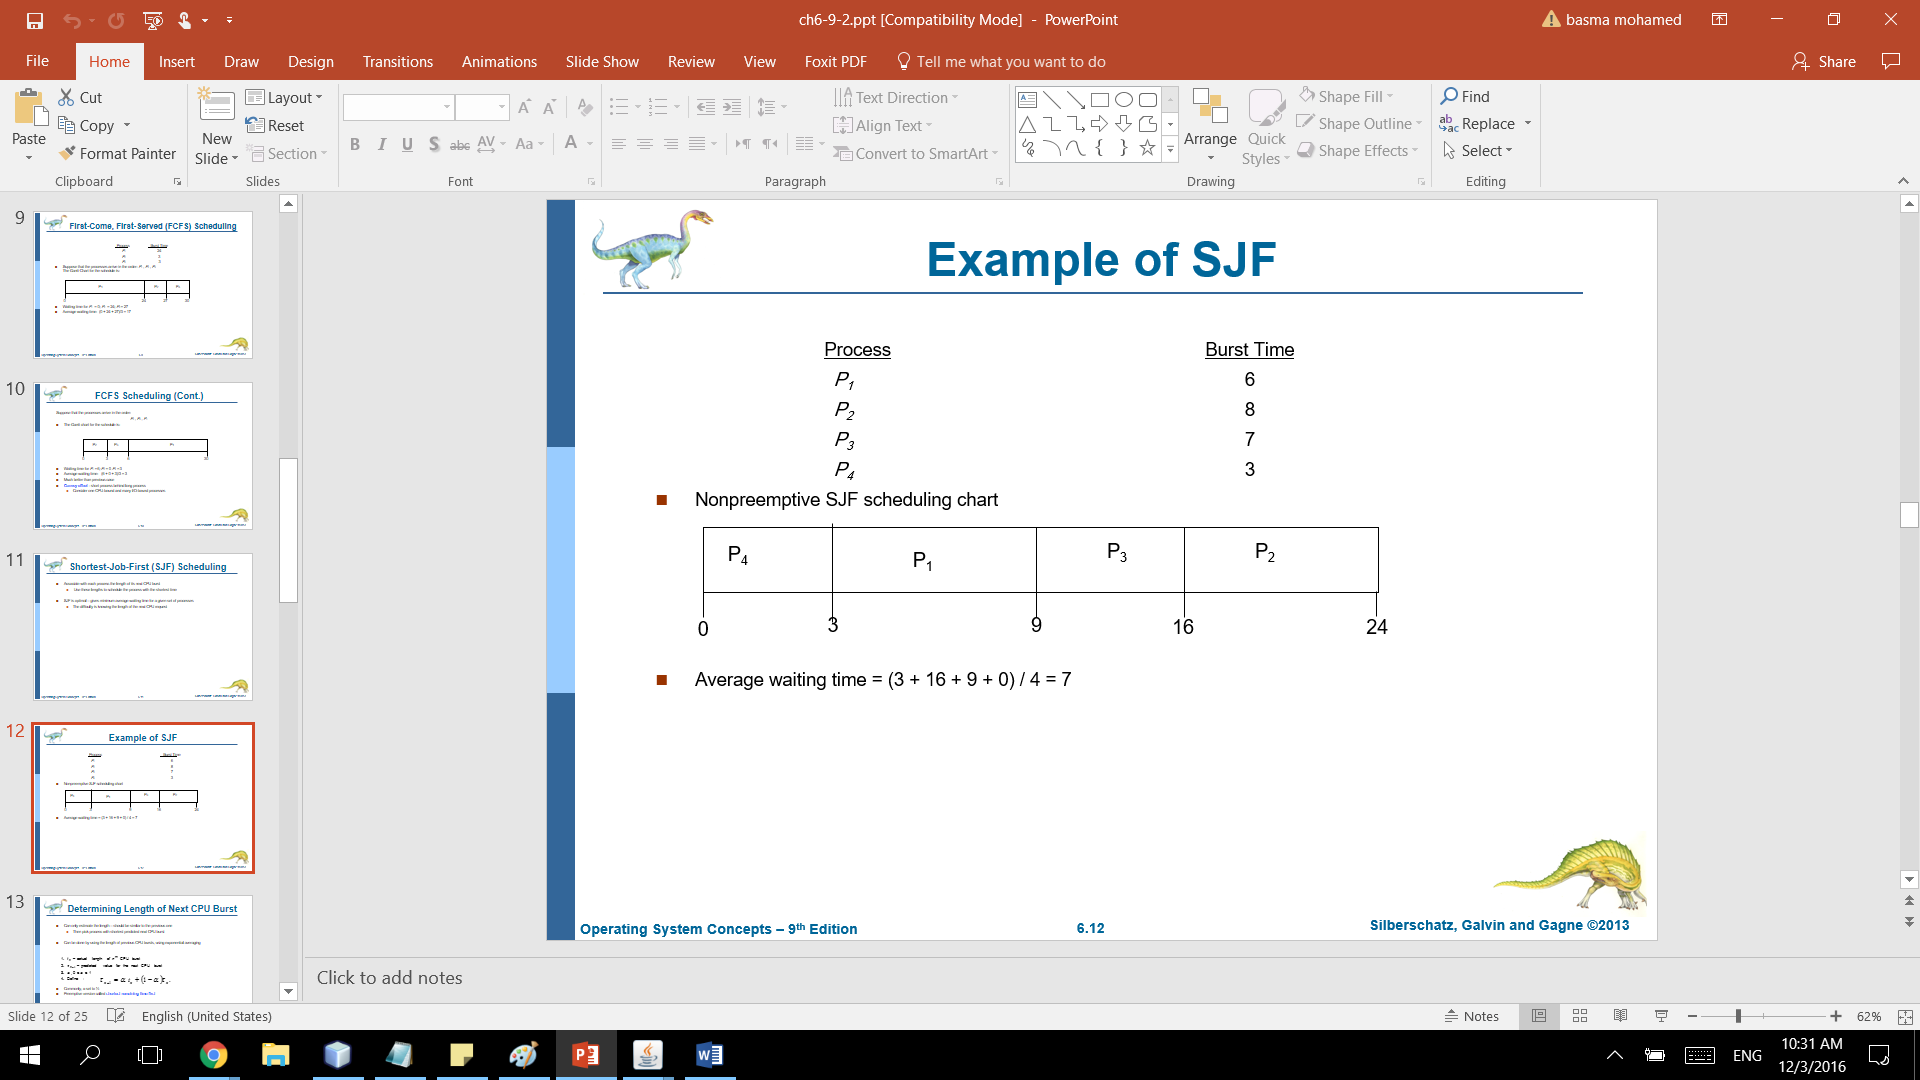 ch6-9-2.ppt [Compatibility Mode] - PowerPoint
basma mohamed
File Home Insert Draw Design Transitions Animations Slide Show Review View Foxit PDF Tell me what you want to do Share
Paste
Cut
Copy
Format Painter
Clipboard
New Slide
Layout
Reset
Section
Slides
Font
Text Direction
Align Text
Convert to SmartArt
Paragraph
Arrange
Quick Styles
Shape Fill
Shape Outline
Shape Effects
Drawing
Find
Replace
Select
Editing
9
First-Come, First-Served (FCFS) Scheduling
10
FCFS Scheduling (Cont.)
11
Shortest-Job-First (SJF) Scheduling
12
Example of SJF
13
Determining Length of Next CPU Burst
Example of SJF
Process Burst Time
P1 6
P2 8
P3 7
P4 3
Nonpreemptive SJF scheduling chart
P4 P1 P3 P2
0 3 9 16 24
Average waiting time = (3 + 16 + 9 + 0) / 4 = 7
Operating System Concepts – 9th Edition
6.12
Silberschatz, Galvin and Gagne ©2013
Click to add notes
Slide 12 of 25 English (United States) Notes 62%
ENG
10:31 AM
12/3/2016